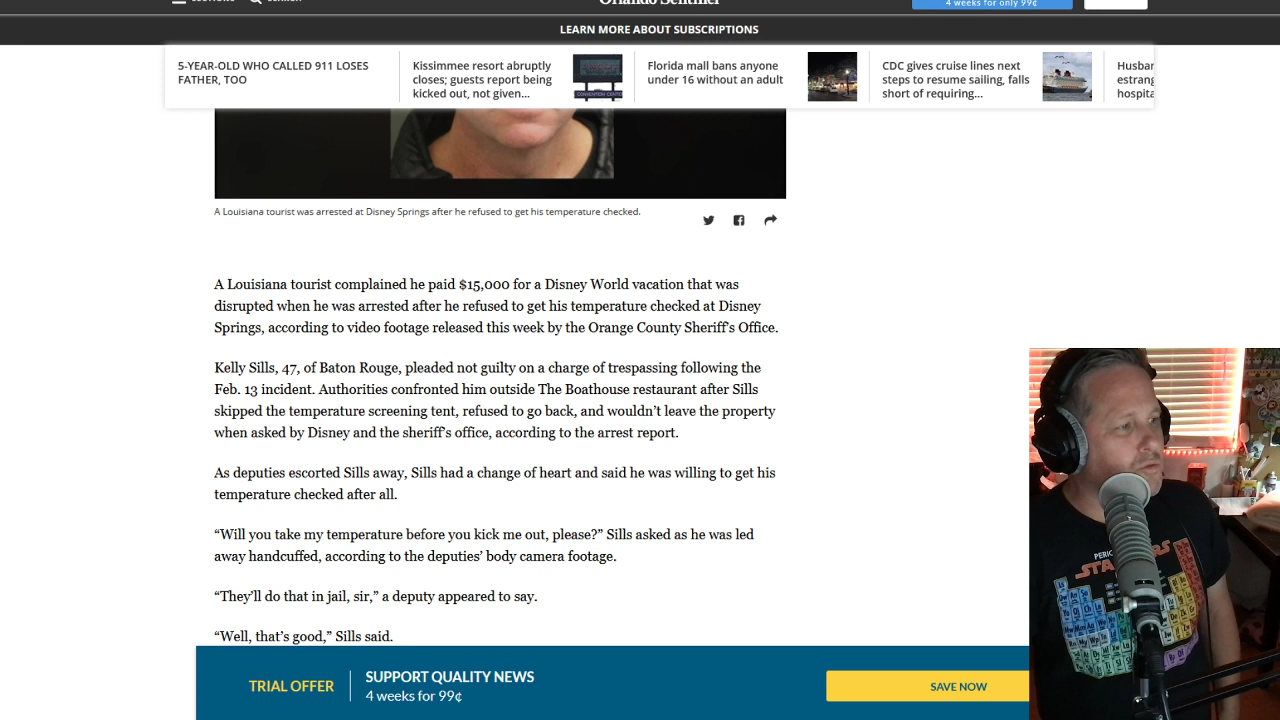 Orlando Sentinel
4 weeks for only 99¢
LEARN MORE ABOUT SUBSCRIPTIONS
5-YEAR-OLD WHO CALLED 911 LOSES
FATHER, TOO
Kissimmee resort abruptly
closes; guests report being
kicked out, not given...
Florida mall bans anyone
under 16 without an adult
CDC gives cruise lines next
steps to resume sailing, falls
short of requiring...
Husban
estrang
hospita
A Louisiana tourist was arrested at Disney Springs after he refused to get his temperature checked.
A Louisiana tourist complained he paid $15,000 for a Disney World vacation that was
disrupted when he was arrested after he refused to get his temperature checked at Disney
Springs, according to video footage released this week by the Orange County Sheriff's Office.
Kelly Sills, 47, of Baton Rouge, pleaded not guilty on a charge of trespassing following the
Feb. 13 incident. Authorities confronted him outside The Boathouse restaurant after Sills
skipped the temperature screening tent, refused to go back, and wouldn't leave the property
when asked by Disney and the sheriff's office, according to the arrest report.
As deputies escorted Sills away, Sills had a change of heart and said he was willing to get his
temperature checked after all.
“Will you take my temperature before you kick me out, please?” Sills asked as he was led
away handcuffed, according to the deputies’ body camera footage.
“They’ll do that in jail, sir,” a deputy appeared to say.
“Well, that’s good,” Sills said.
TRIAL OFFER
SUPPORT QUALITY NEWS
4 weeks for 99¢
SAVE NOW